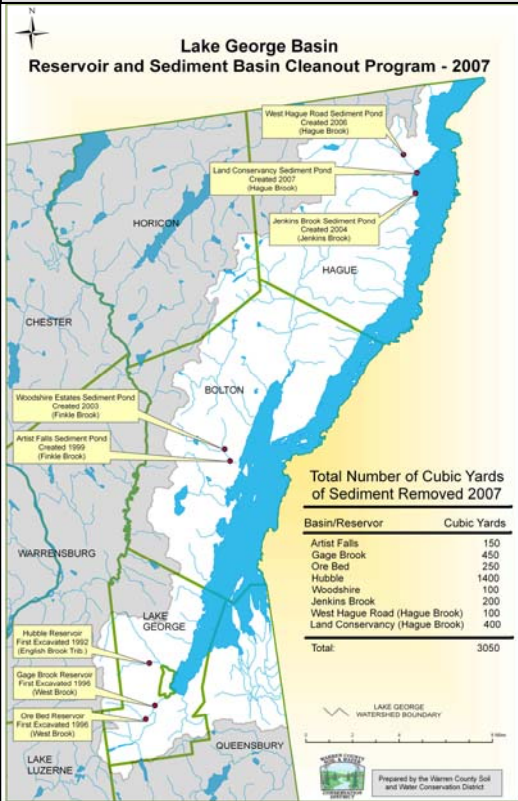 N
Lake George Basin
Reservoir and Sediment Basin Cleanout Program - 2007
West Hague Road Sediment Pond
Created 2006
(Hague Brook)
Land Conservancy Sediment Pond
Created 2007
(Hague Brook)
Jenkins Brook Sediment Pond
Created 2004
(Jenkins Brook)
HORICON
HAGUE
CHESTER
BOLTON
Woodshire Estates Sediment Pond
Created 2003
(Finkle Brook)
Artist Falls Sediment Pond
Created 1999
(Finkle Brook)
Total Number of Cubic Yards
of Sediment Removed 2007
Basin/Reservor Cubic Yards
Artist Falls 150
Gage Brook 450
Ore Bed 250
Hubble 1400
Woodshire 100
Jenkins Brook 200
West Hague Road (Hague Brook) 100
Land Conservancy (Hague Brook) 400
Total: 3050
WARRENSBURG
LAKE
GEORGE
Hubble Reservoir
First Excavated 1992
(English Brook Trib.)
Gage Brook Reservoir
First Excavated 1996
(West Brook)
Ore Bed Reservoir
First Excavated 1996
(West Brook)
LAKE GEORGE
WATERSHED BOUNDARY
QUEENSBURY
LAKE
LUZERNE
WARREN COUNTY
SOIL & WATER
CONSERVATION
DISTRICT
Prepared by the Warren County Soil
and Water Conservation District